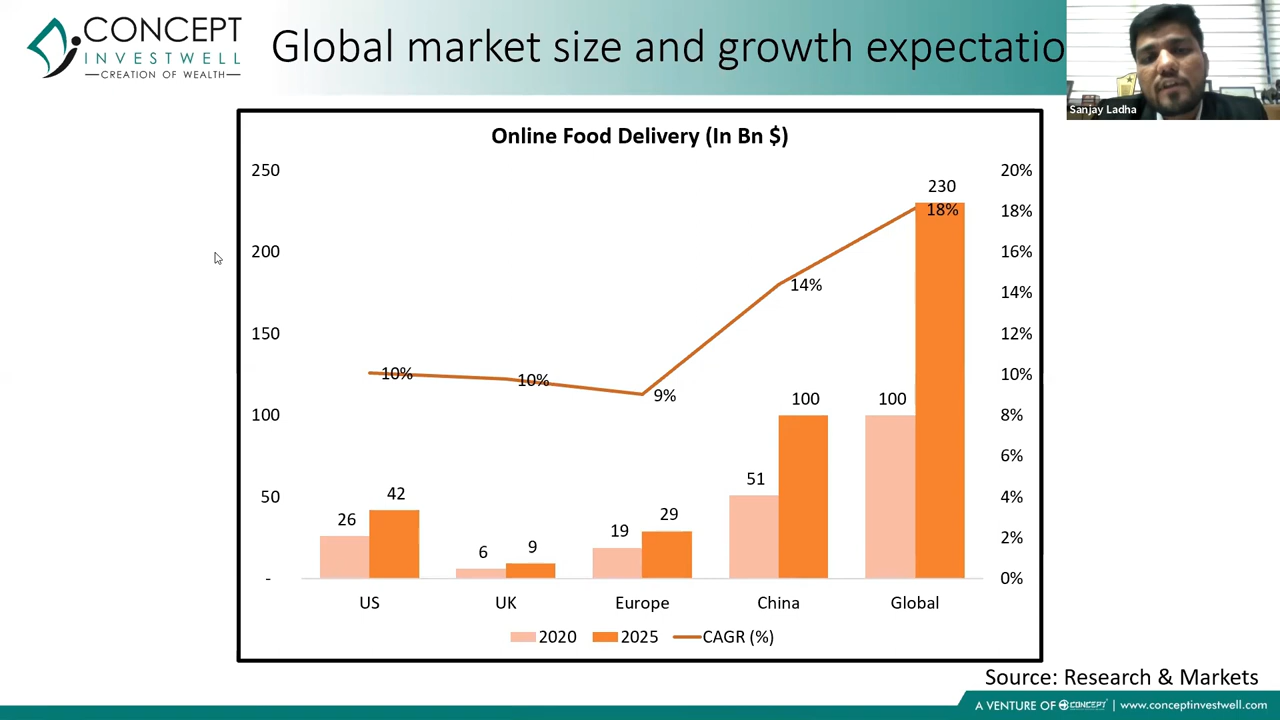 CONCEPT
INVESTWELL
CREATION OF WEALTH
Global market size and growth expectatio
Sanjay Ladha
Online Food Delivery (In Bn $)
250
200
150
100
50
-
20%
18%
16%
14%
12%
10%
8%
6%
4%
2%
0%
10%
10%
9%
14%
18%
26
42
6
9
19
29
51
100
100
230
US
UK
Europe
China
Global
2020 2025 CAGR (%)
Source: Research & Markets
A VENTURE OF CONCEPT | www.conceptinvestwell.com